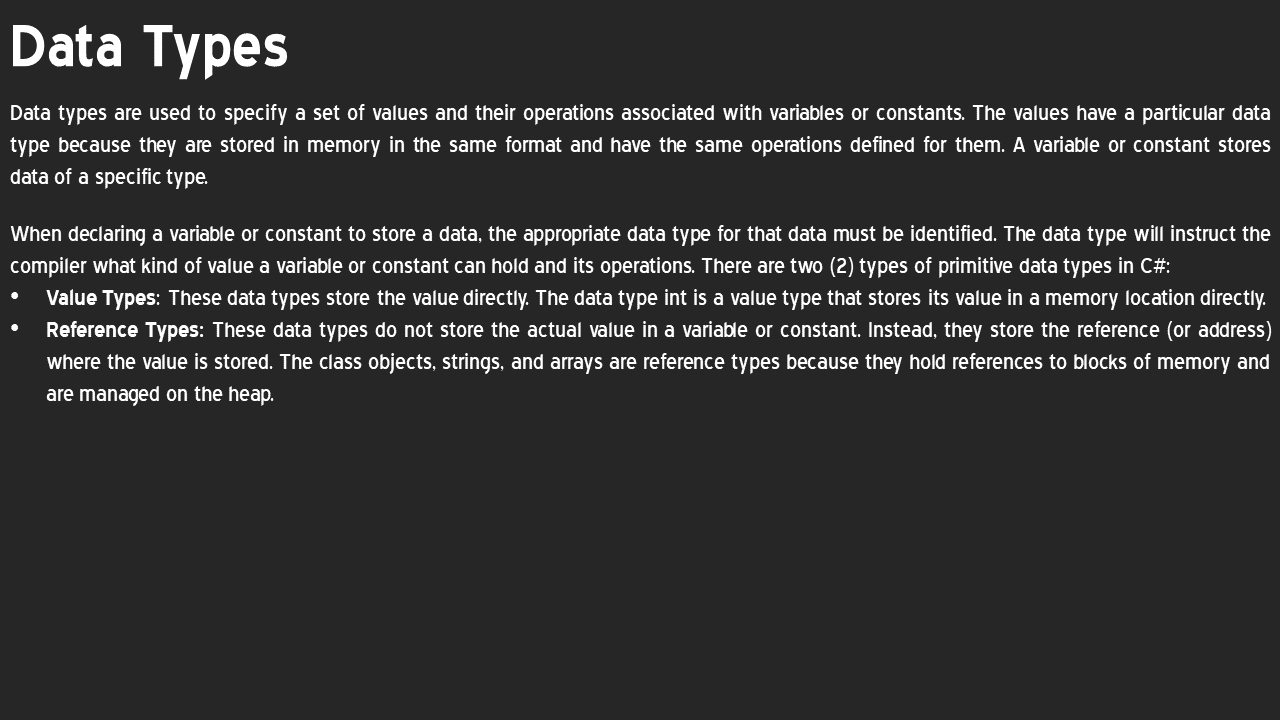 Data Types
Data types are used to specify a set of values and their operations associated with variables or constants. The values have a particular data
type because they are stored in memory in the same format and have the same operations defined for them. A variable or constant stores
data of a specific type.
When declaring a variable or constant to store a data, the appropriate data type for that data must be identified. The data type will instruct the
compiler what kind of value a variable or constant can hold and its operations. There are two (2) types of primitive data types in C#:
• Value Types: These data types store the value directly. The data type int is a value type that stores its value in a memory location directly.
• Reference Types: These data types do not store the actual value in a variable or constant. Instead, they store the reference (or address)
where the value is stored. The class objects, strings, and arrays are reference types because they hold references to blocks of memory and
are managed on the heap.